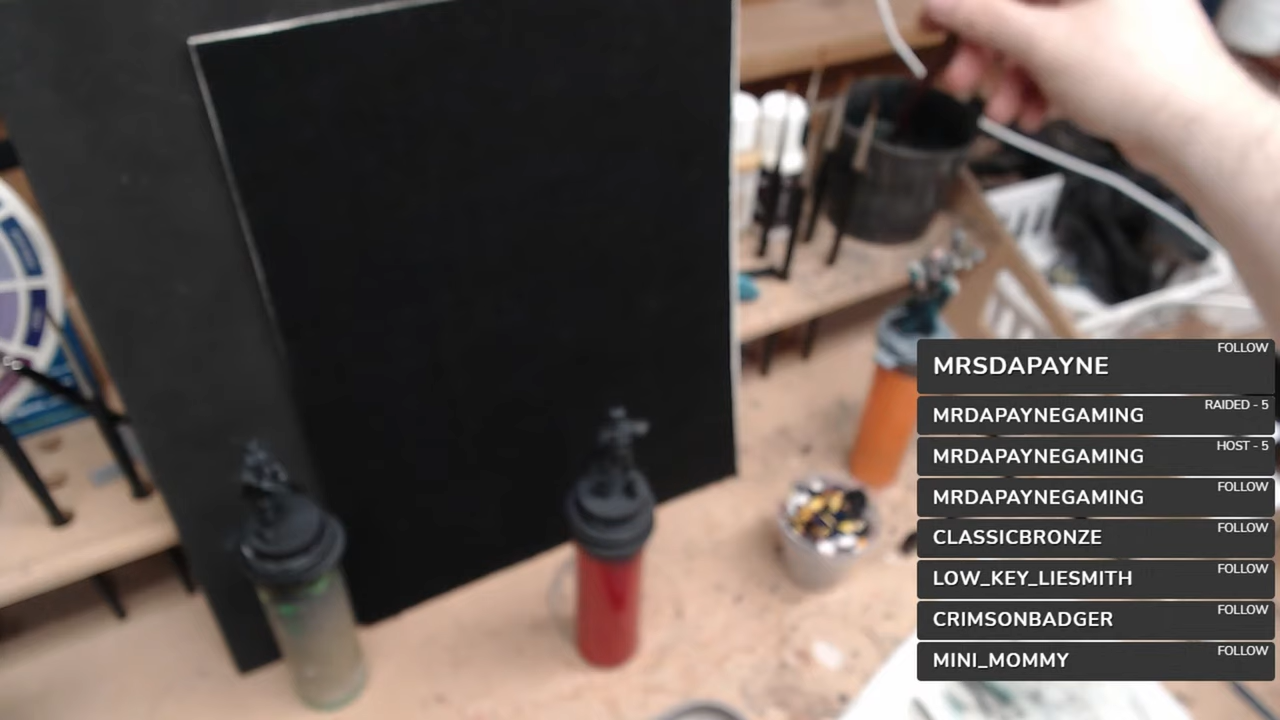 FOLLOW
MRSDAPAYNE
RAIDED - 5
MRDAPAYNEGAMING
HOST - 5
MRDAPAYNEGAMING
FOLLOW
MRDAPAYNEGAMING
FOLLOW
CLASSICBRONZE
FOLLOW
LOW_KEY_LIESMITH
FOLLOW
CRIMSONBADGER
FOLLOW
MINI_MOMMY